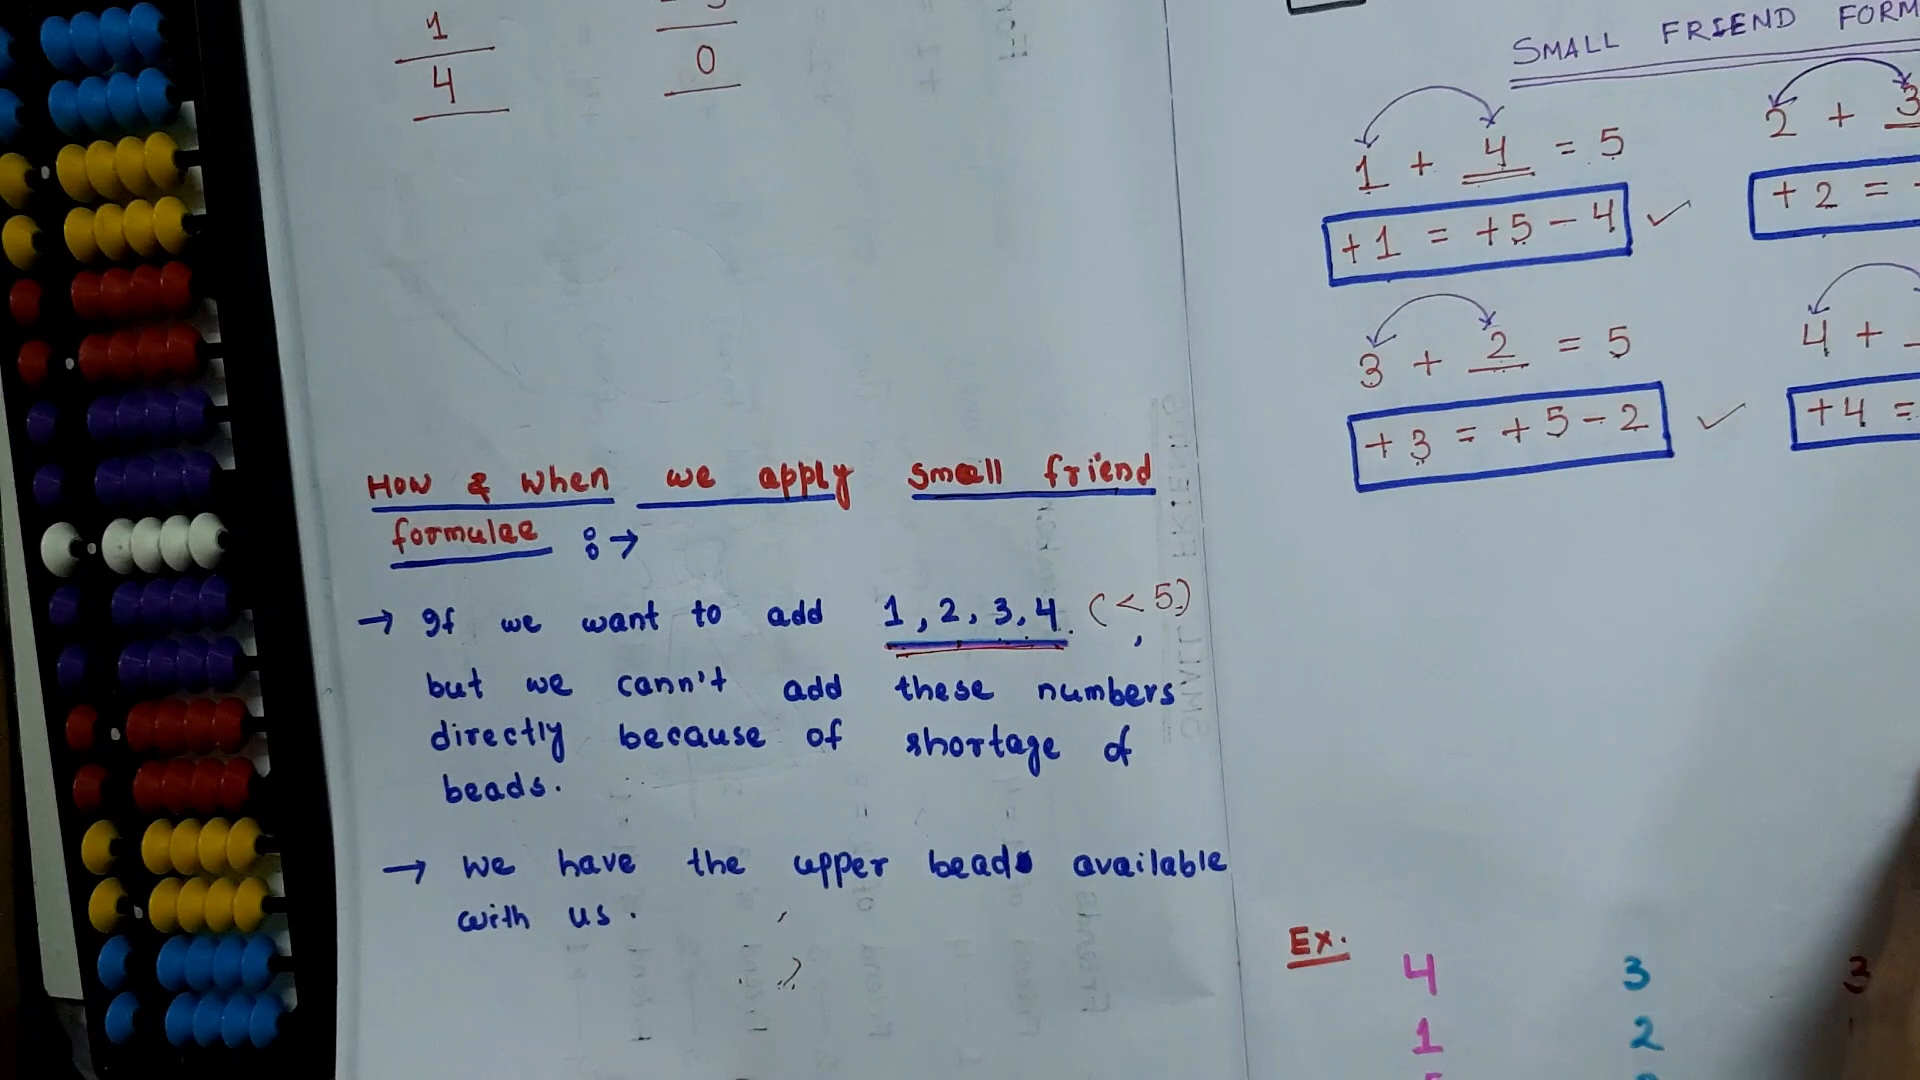 1
4
0
How & When we apply small friend
formulae :→
→ If we want to add 1, 2, 3, 4. (< 5) ,
but we cann't add these numbers
directly because of shortage of
beads.
→ We have the upper bead available
with us.
SMALL FRIEND FORM
1 + 4 = 5
+1 = +5 - 4 ✓
2 + 3
+2 =
3 + 2 = 5
+3 = +5 - 2 ✓
4 +
+4 =
Ex.
4 3 3
1 2